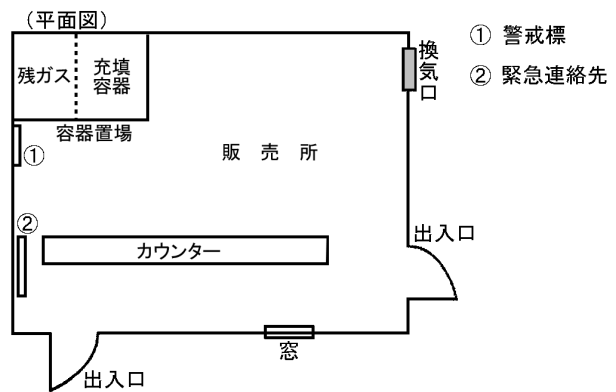 （平面図）
残ガス
充填
容器
容器置場
①
②
販売所
カウンター
換気口
出入口
窓
出入口
① 警戒標
② 緊急連絡先